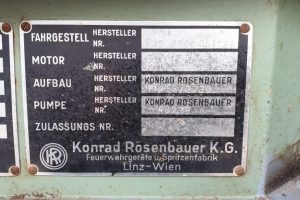 FAHRGESTELL HERSTELLER
NR.
MOTOR HERSTELLER
NR.
AUFBAU HERSTELLER KONRAD ROSENBAUER
NR.
PUMPE HERSTELLER KONRAD ROSENBAUER
NR.
ZULASSUNGS NR.
Konrad Rosenbauer K.G.
Feuerwehrgeräte u. Spritzenfabrik
Linz-Wien